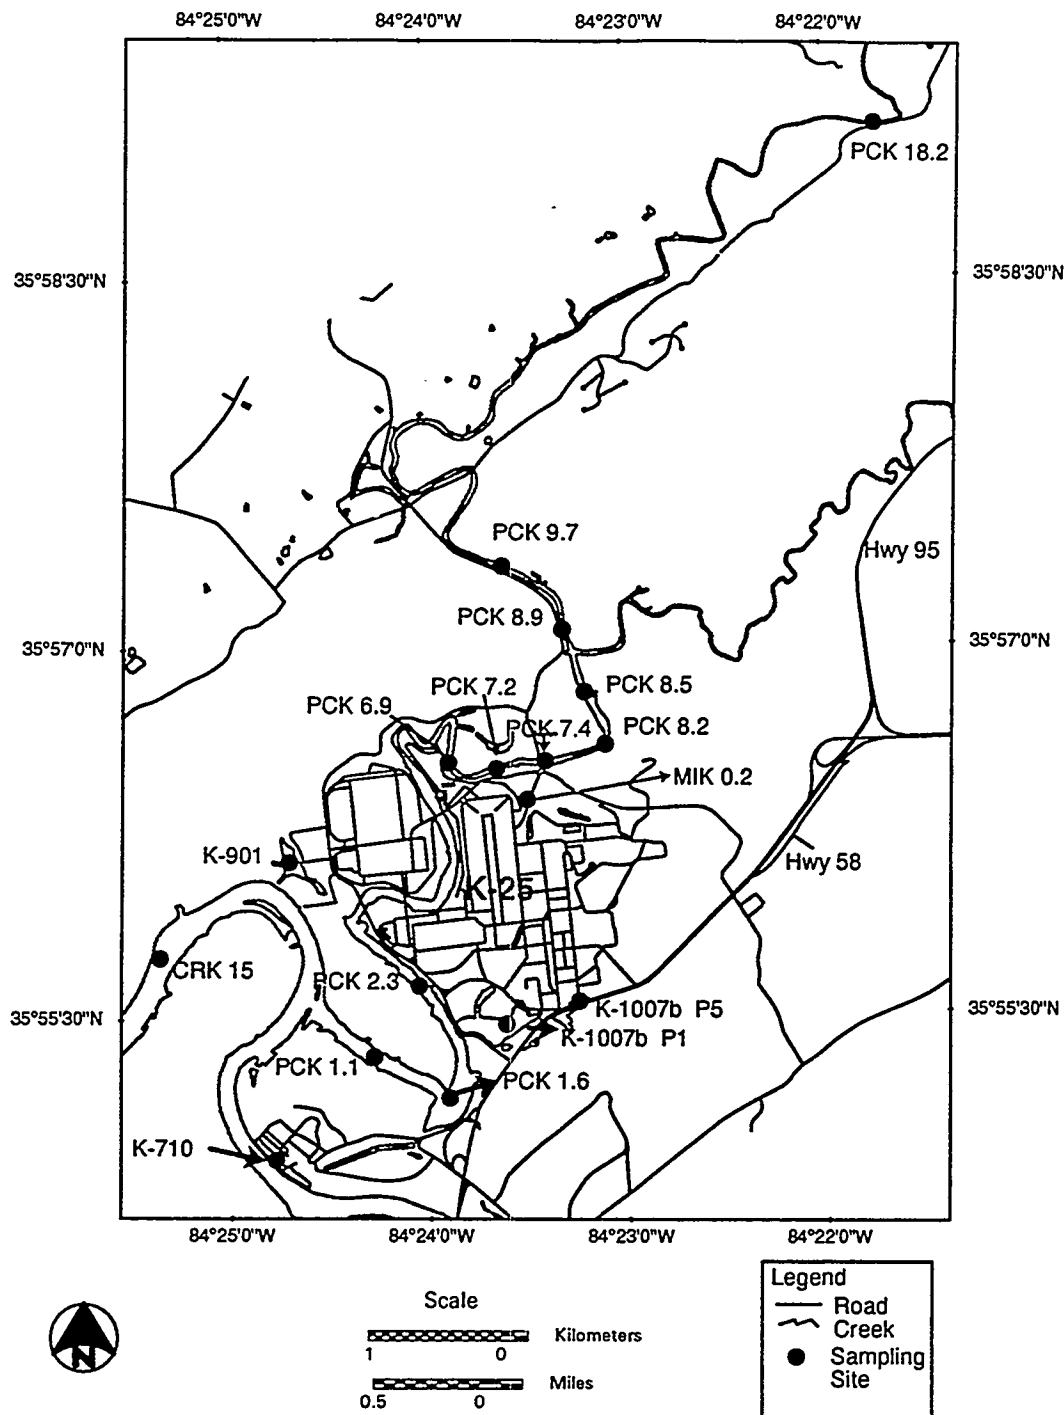 84°25'0"W 84°24'0"W 84°23'0"W 84°22'0"W
PCK 18.2
35°58'30"N 35°58'30"N
PCK 9.7
Hwy 95
PCK 8.9
35°57'0"N 35°57'0"N
PCK 7.2
PCK 8.5
PCK 6.9
PCK 7.4
PCK 8.2
MIK 0.2
K-901
Hwy 58
K-25
CRK 15
PCK 2.3
35°55'30"N 35°55'30"N
K-1007b P5
K-1007b P1
PCK 1.1
PCK 1.6
K-710
84°25'0"W 84°24'0"W 84°23'0"W 84°22'0"W
N
Scale
Kilometers
1 0
Miles
0.5 0
Legend
Road
Creek
Sampling
Site